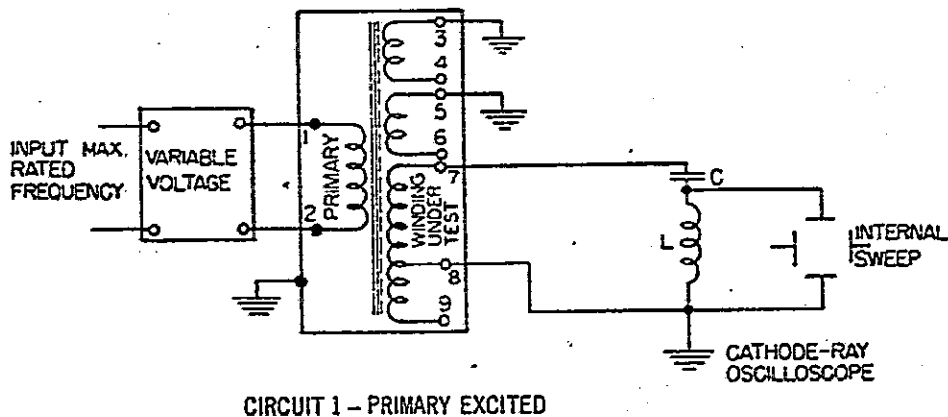 INPUT MAX.
RATED
FREQUENCY
VARIABLE
VOLTAGE
1
2
PRIMARY
3
4
5
6
7
WINDING
UNDER
TEST
8
9
C
L
INTERNAL
SWEEP
CATHODE-RAY
OSCILLOSCOPE
CIRCUIT 1 - PRIMARY EXCITED